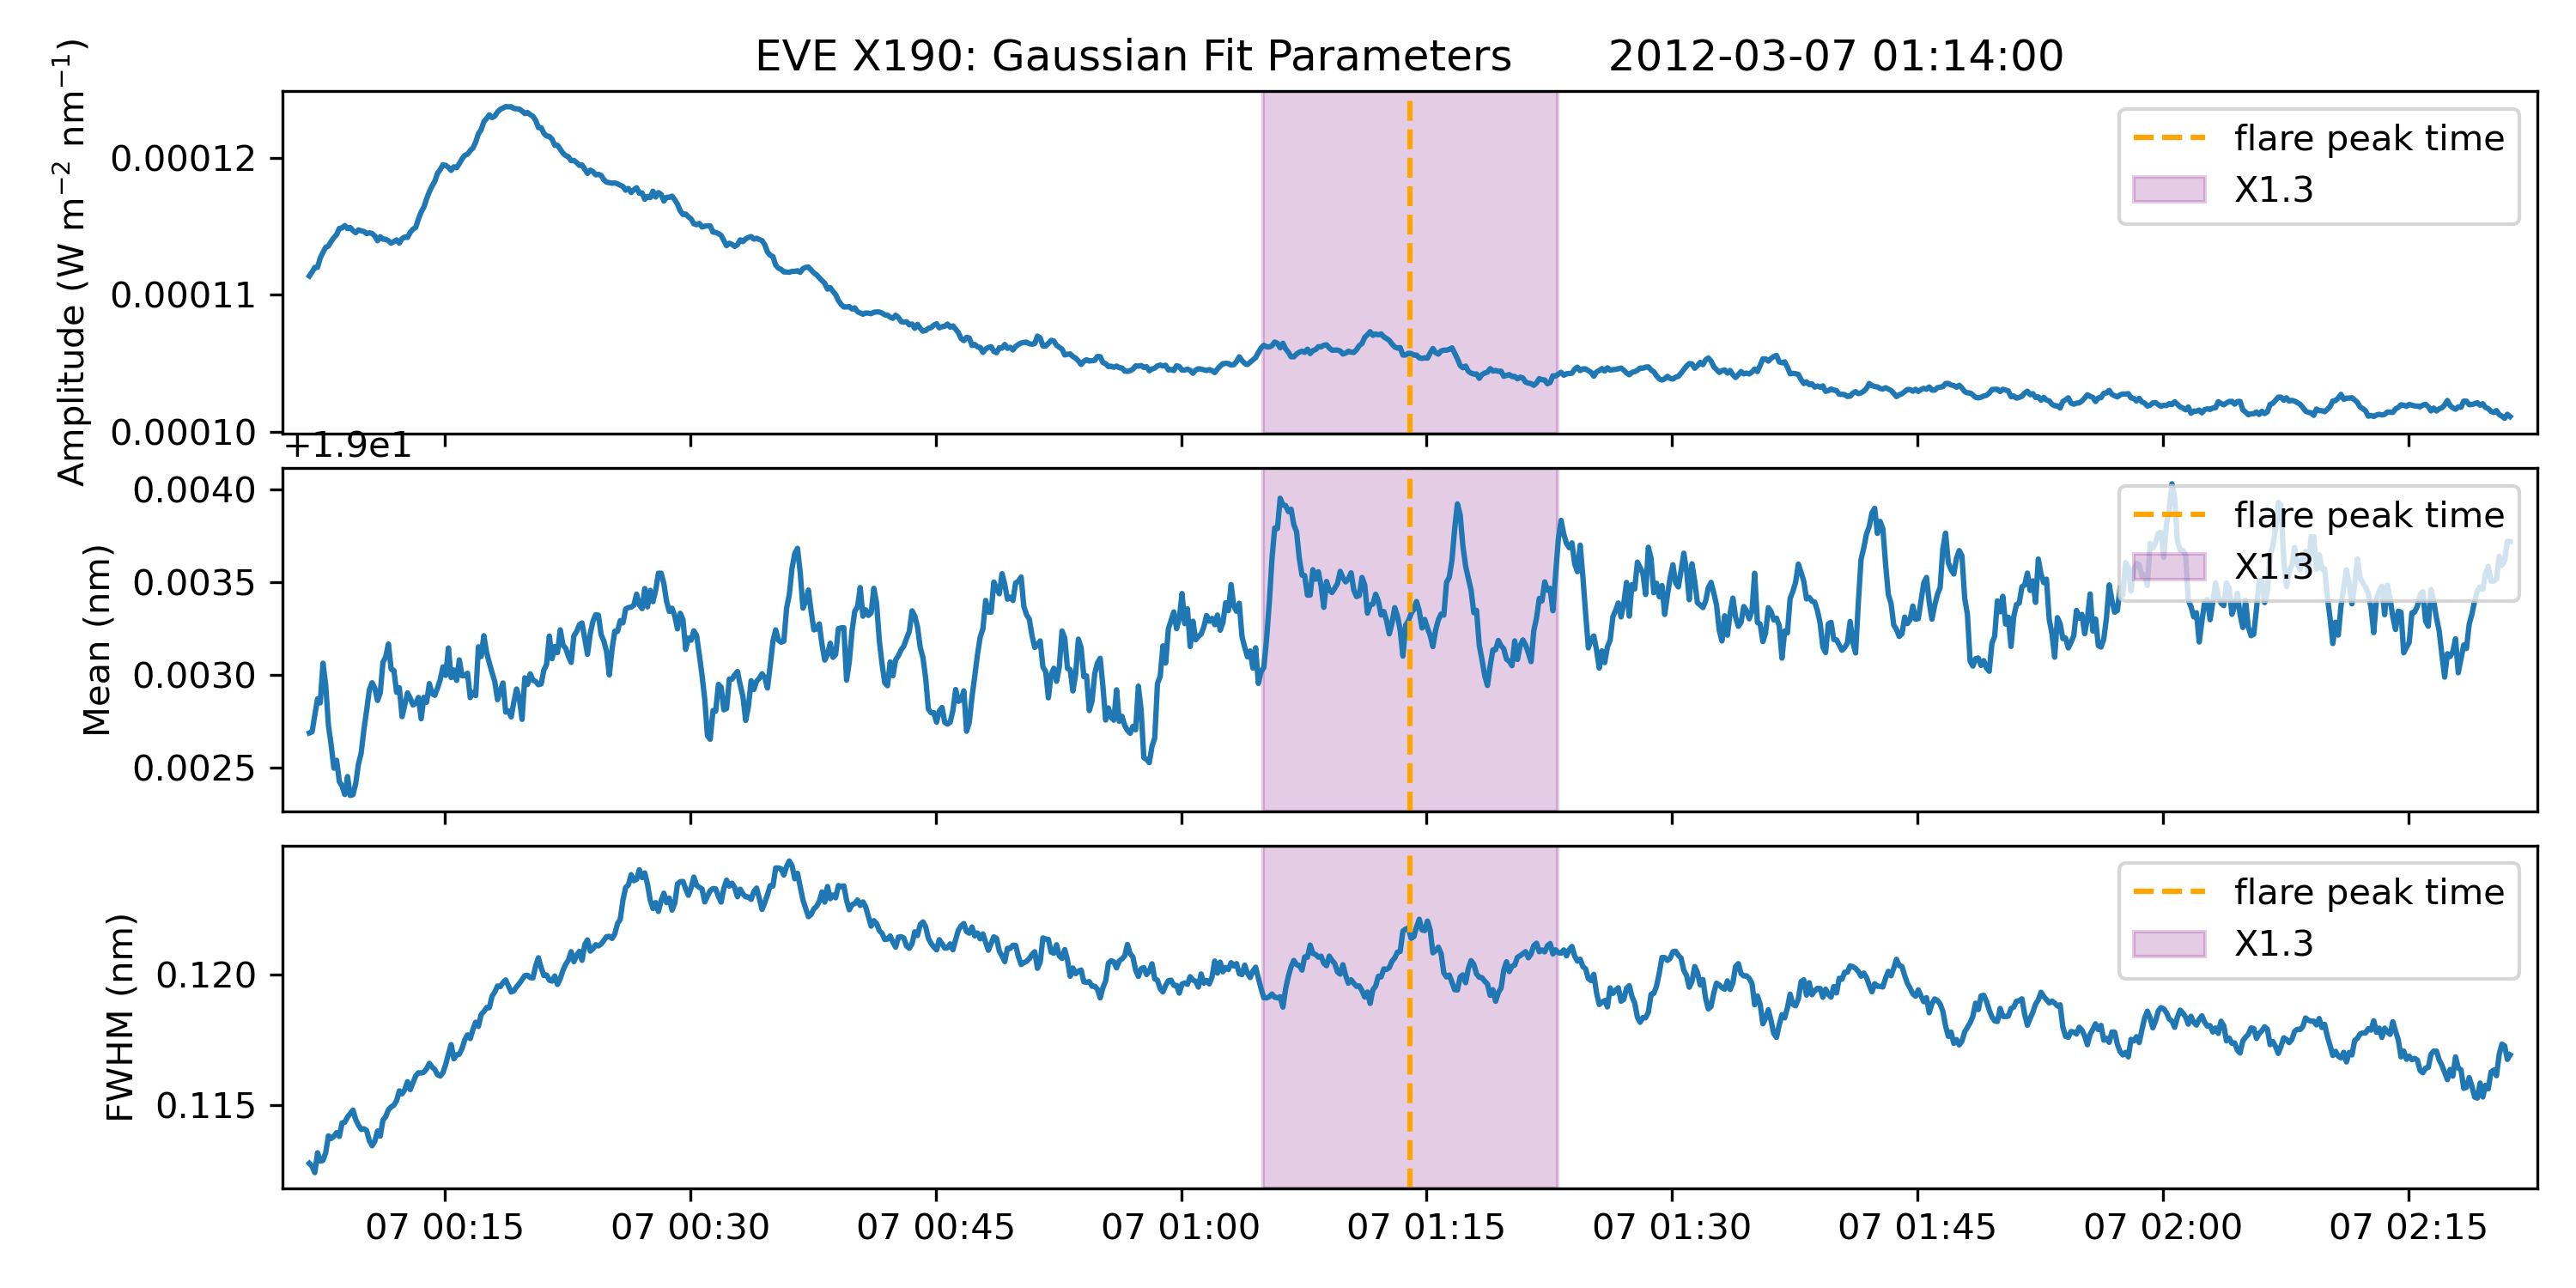 EVE X190: Gaussian Fit Parameters 2012-03-07 01:14:00
Amplitude (W m⁻² nm⁻¹)
0.00012
0.00011
0.00010
flare peak time
X1.3
+1.9e1
Mean (nm)
0.0040
0.0035
0.0030
0.0025
flare peak time
X1.3
FWHM (nm)
0.120
0.115
flare peak time
X1.3
07 00:15 07 00:30 07 00:45 07 01:00 07 01:15 07 01:30 07 01:45 07 02:00 07 02:15